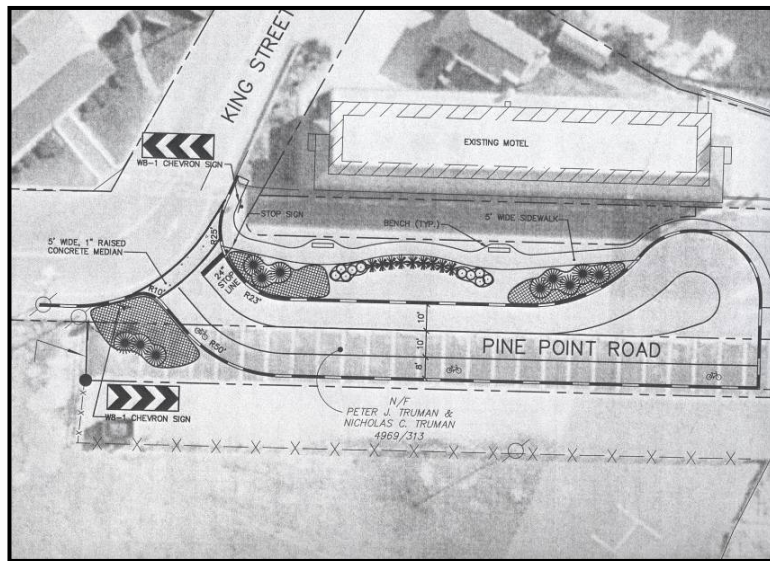 KING STREET
WB-1 CHEVRON SIGN
EXISTING MOTEL
STOP SIGN
BENCH (TYP.)
5' WIDE SIDEWALK
5' WIDE, 1" RAISED
CONCRETE MEDIAN
R25'
R10'
24"
STOP
LINE
R23'
R50'
10'
10'
8'
PINE POINT ROAD
WB-1 CHEVRON SIGN
N/F
PETER J. TRUMAN &
NICHOLAS C. TRUMAN
4969/313